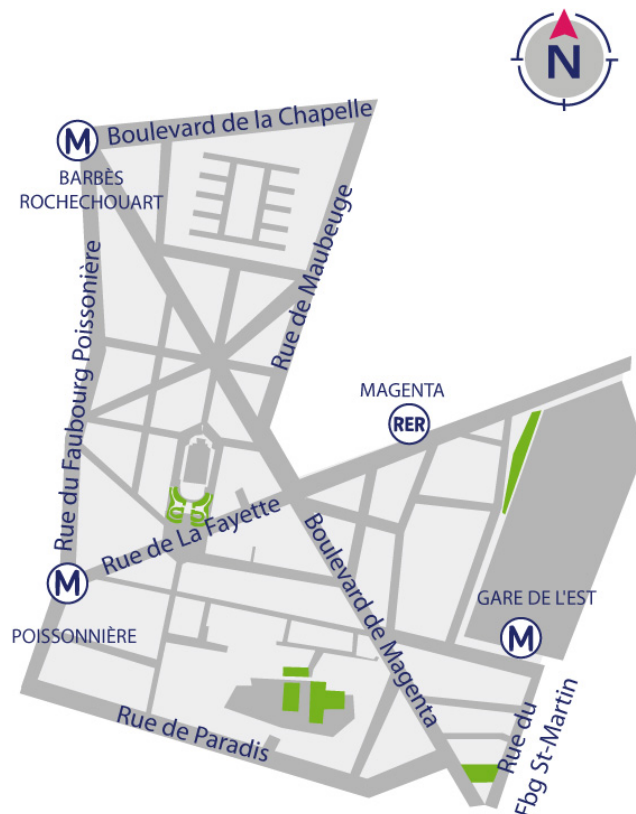 N
Boulevard de la Chapelle
M
BARBÈS
ROCHECHOUART
Rue de Maubeuge
Rue du Faubourg Poissonière
MAGENTA
RER
Rue de La Fayette
Boulevard de Magenta
M
POISSONNIÈRE
GARE DE L'EST
M
Rue de Paradis
Rue du
Fbg St-Martin